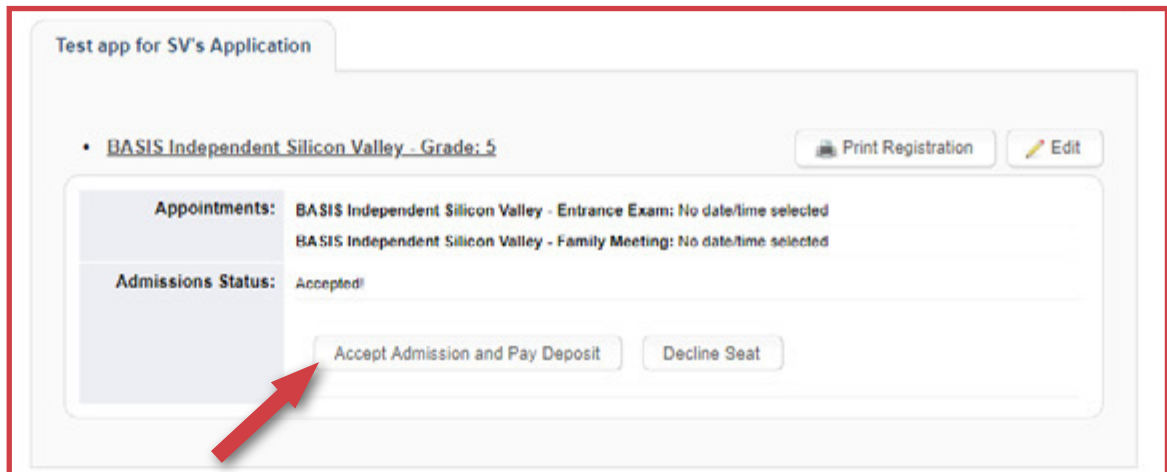 Test app for SV's Application
• BASIS Independent Silicon Valley - Grade: 5
Print Registration
Edit
Appointments: BASIS Independent Silicon Valley - Entrance Exam: No date/time selected
BASIS Independent Silicon Valley - Family Meeting: No date/time selected
Admissions Status: Accepted!
Accept Admission and Pay Deposit
Decline Seat